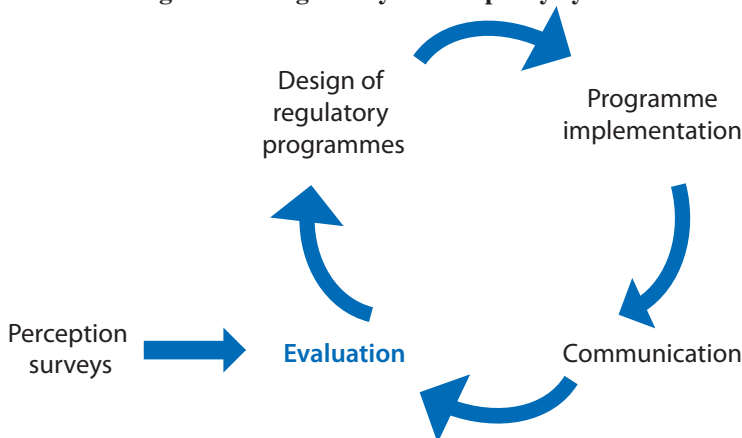 Design of
regulatory
programmes
Programme
implementation
Perception
surveys
Evaluation
Communication